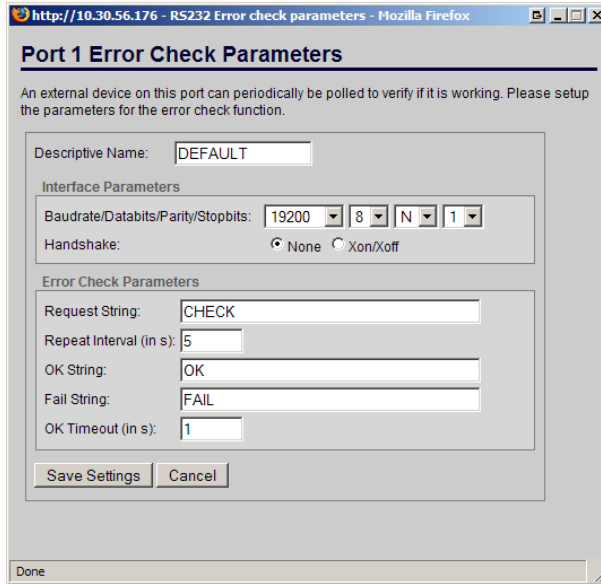 http://10.30.56.176 - RS232 Error check parameters - Mozilla Firefox
Port 1 Error Check Parameters
An external device on this port can periodically be polled to verify if it is working. Please setup
the parameters for the error check function.
Descriptive Name: DEFAULT
Interface Parameters
Baudrate/Databits/Parity/Stopbits: 19200 8 N 1
Handshake: None Xon/Xoff
Error Check Parameters
Request String: CHECK
Repeat Interval (in s): 5
OK String: OK
Fail String: FAIL
OK Timeout (in s): 1
Save Settings Cancel
Done